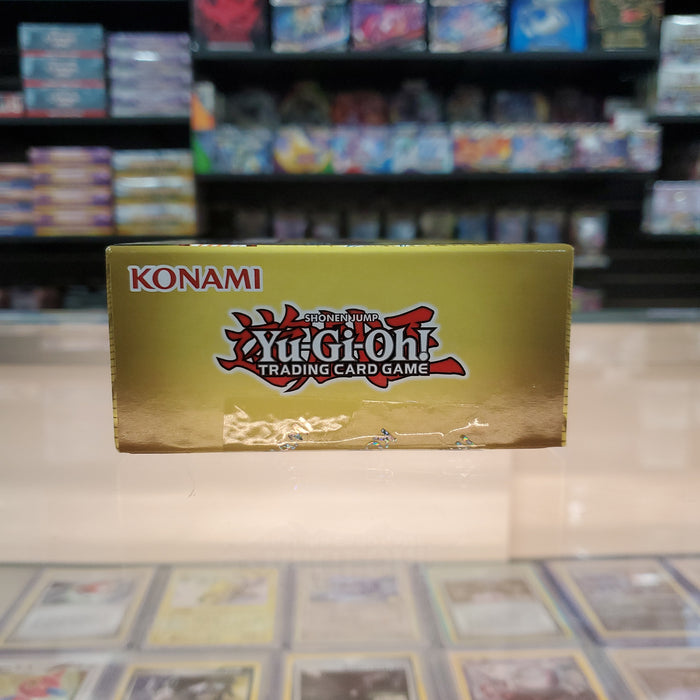 KONAMI
SHONEN JUMP
Yu-Gi-Oh!
TRADING CARD GAME